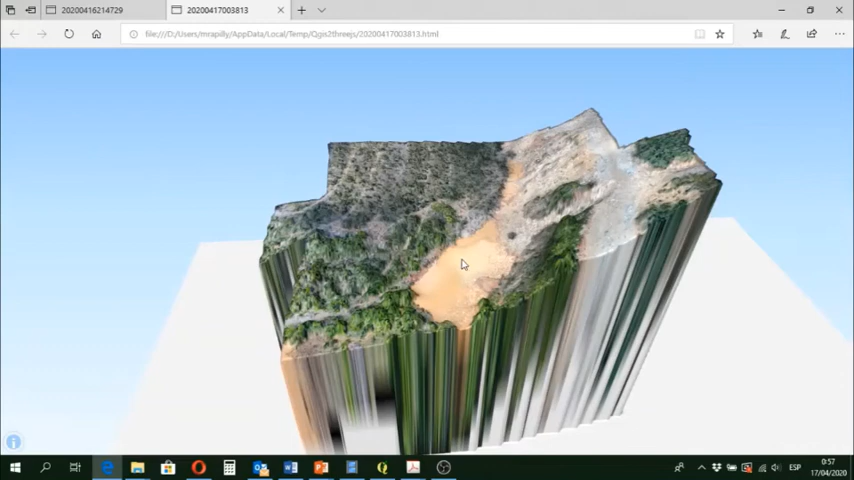 20200416214729
20200417003813
file:///D:/Users/mrapilly/AppData/Local/Temp/Qgis2threejs/20200417003813.html
ESP
0:57
17/04/2020